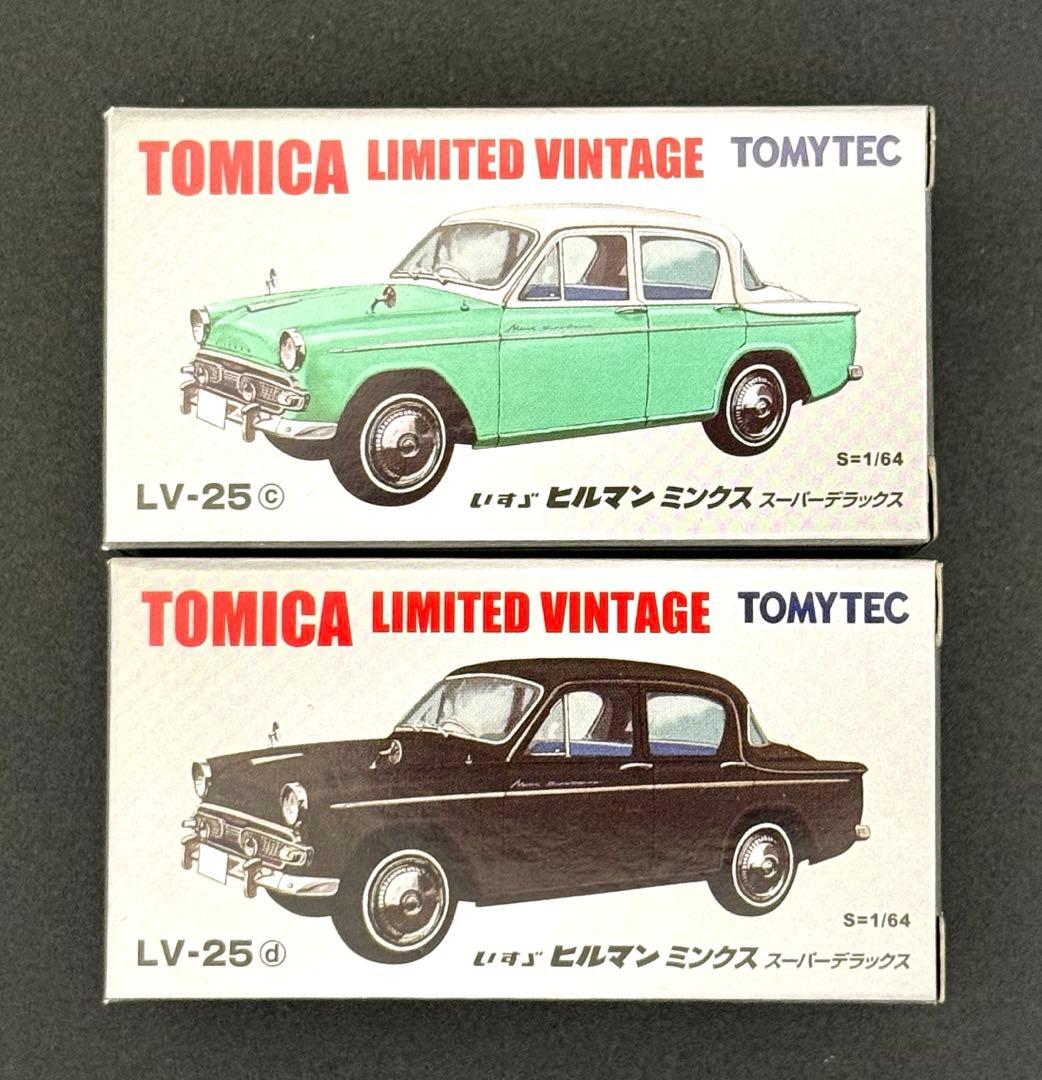 TOMICA LIMITED VINTAGE TOMYTEC
S=1/64
LV-25ⓒ いすゞ ヒルマン ミンクス スーパーデラックス
TOMICA LIMITED VINTAGE TOMYTEC
S=1/64
LV-25ⓓ いすゞ ヒルマン ミンクス スーパーデラックス